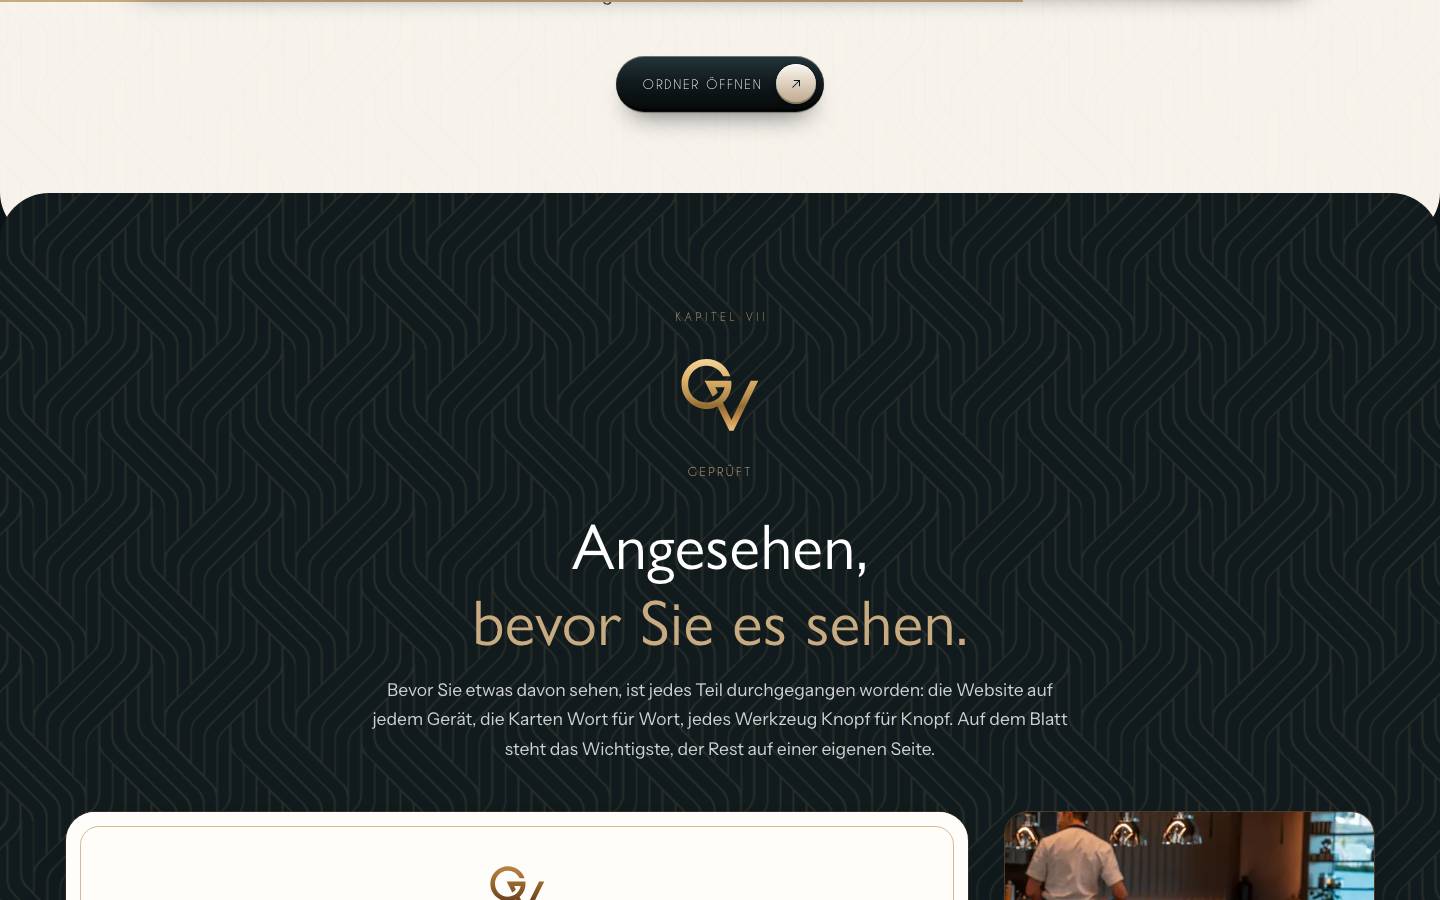 ORDNER ÖFFNEN
KAPITEL VII
GV
GEPRÜFT
Angesehen,
bevor Sie es sehen.
Bevor Sie etwas davon sehen, ist jedes Teil durchgegangen worden: die Website auf
jedem Gerät, die Karten Wort für Wort, jedes Werkzeug Knopf für Knopf. Auf dem Blatt
steht das Wichtigste, der Rest auf einer eigenen Seite.
GV